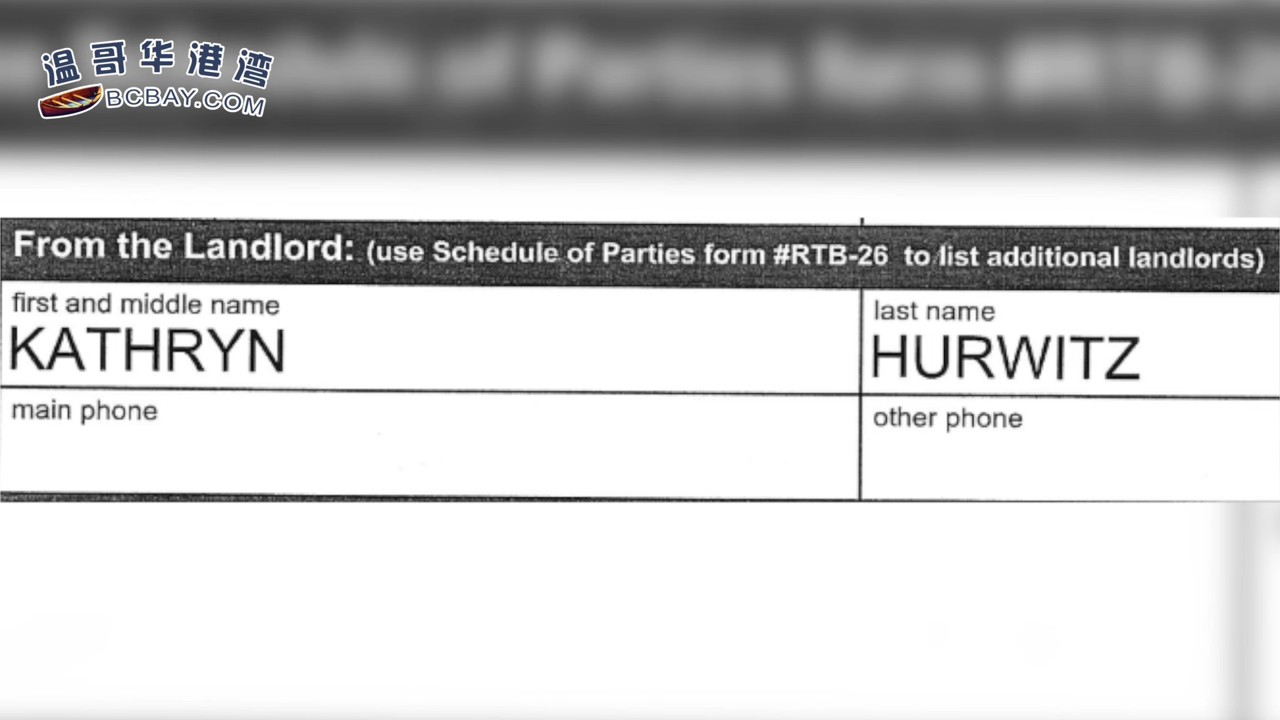 温哥华港湾
BCBAY.COM
From the Landlord: (use Schedule of Parties form #RTB-26 to list additional landlords)
first and middle name
KATHRYN
last name
HURWITZ
main phone
other phone